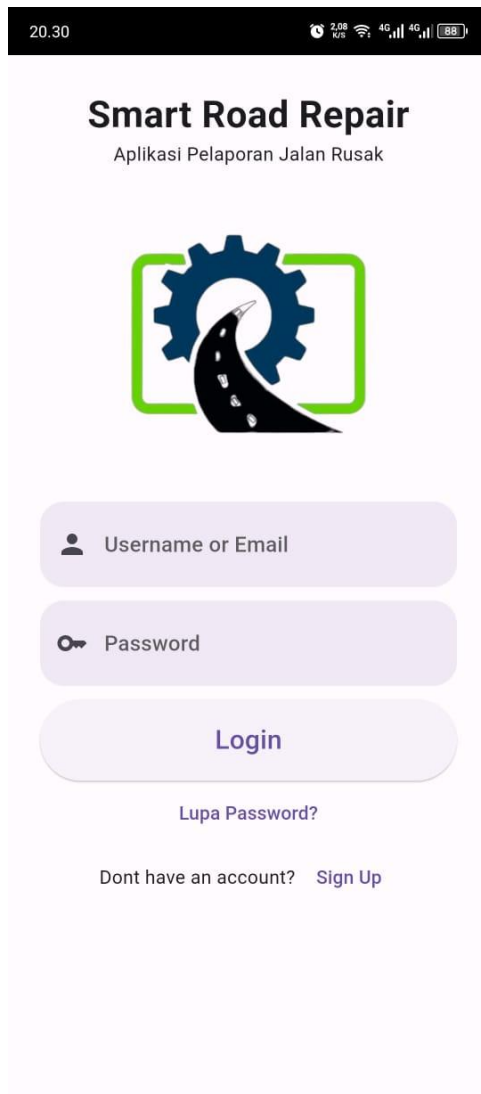 20.30
2,08
K/S
4G
4G
88
Smart Road Repair
Aplikasi Pelaporan Jalan Rusak
Username or Email
Password
Login
Lupa Password?
Dont have an account? Sign Up